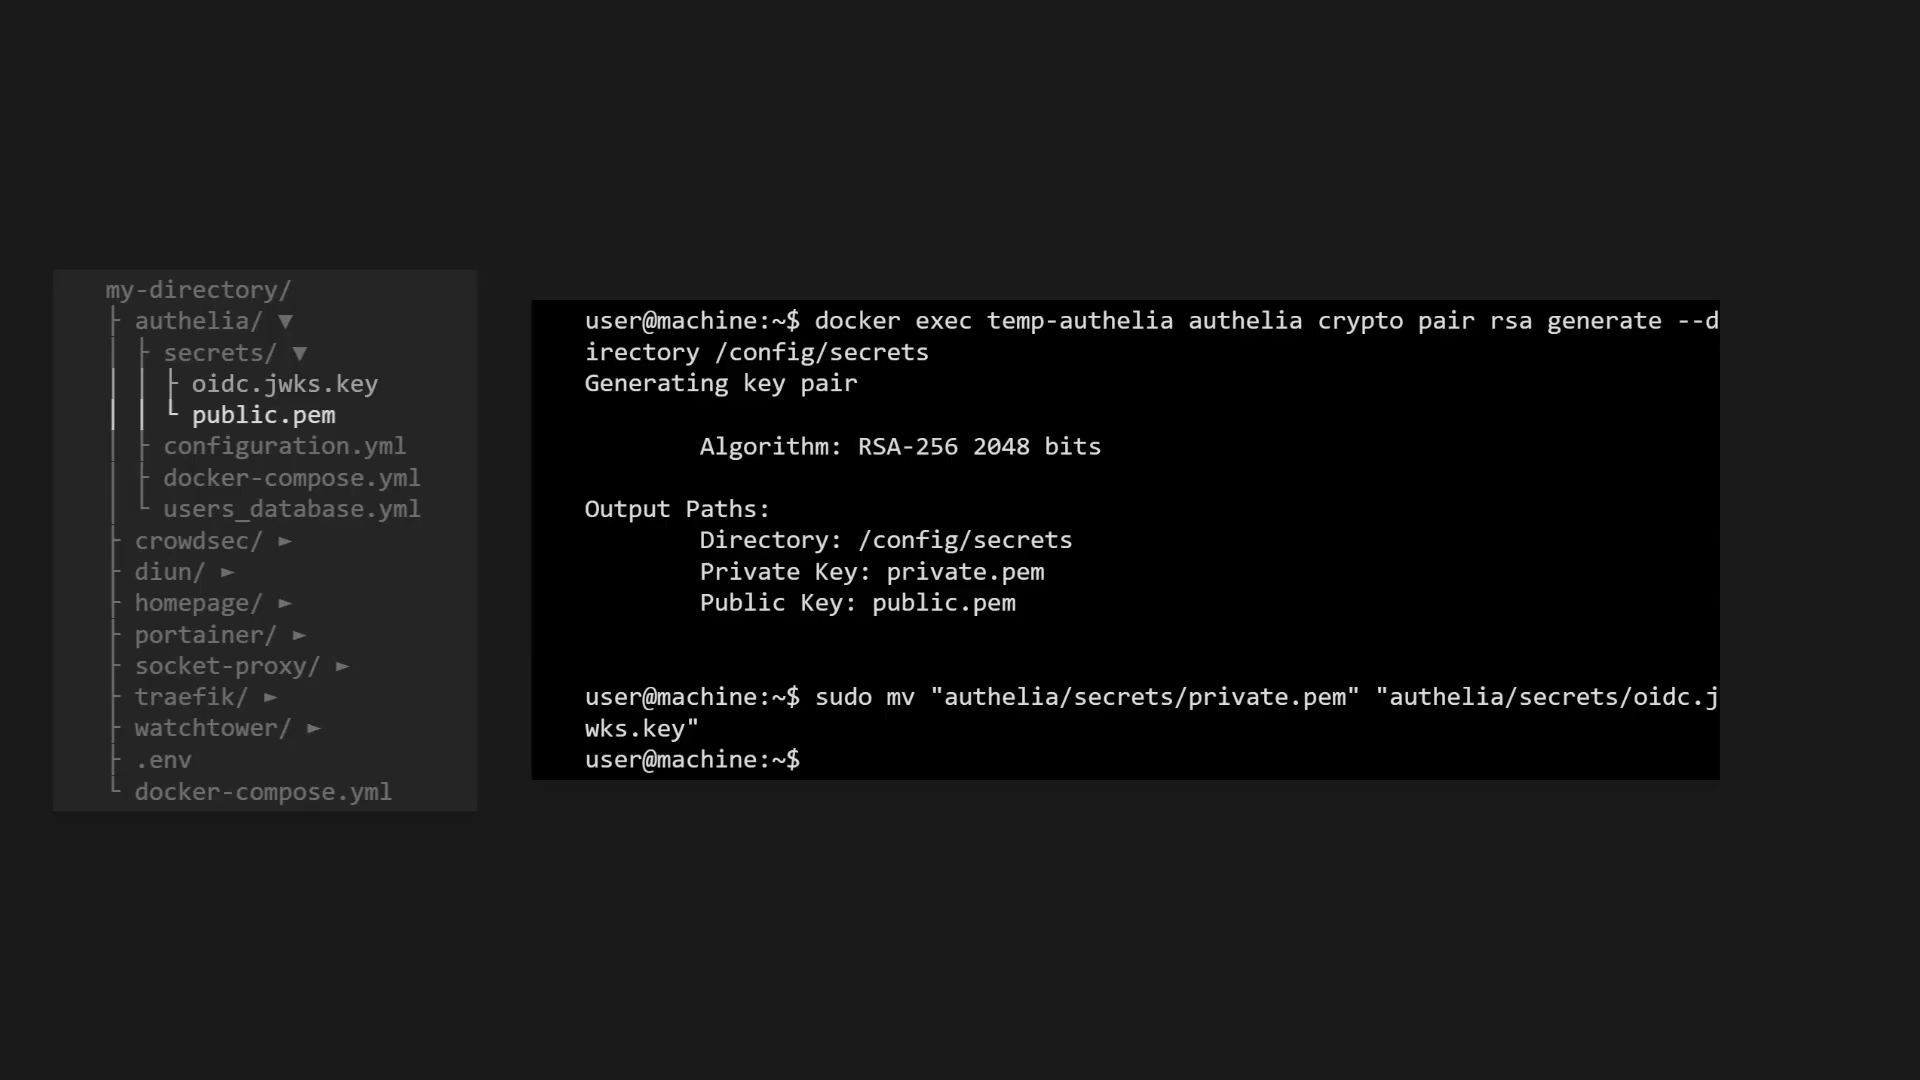 my-directory/
├ authelia/ ▼
│ ├ secrets/ ▼
│ │ ├ oidc.jwks.key
│ │ └ public.pem
│ ├ configuration.yml
│ ├ docker-compose.yml
│ └ users_database.yml
├ crowdsec/ ►
├ diun/ ►
├ homepage/ ►
├ portainer/ ►
├ socket-proxy/ ►
├ traefik/ ►
├ watchtower/ ►
├ .env
└ docker-compose.yml
user@machine:~$ docker exec temp-authelia authelia crypto pair rsa generate --d
irectory /config/secrets
Generating key pair
Algorithm: RSA-256 2048 bits
Output Paths:
Directory: /config/secrets
Private Key: private.pem
Public Key: public.pem
user@machine:~$ sudo mv "authelia/secrets/private.pem" "authelia/secrets/oidc.j
wks.key"
user@machine:~$